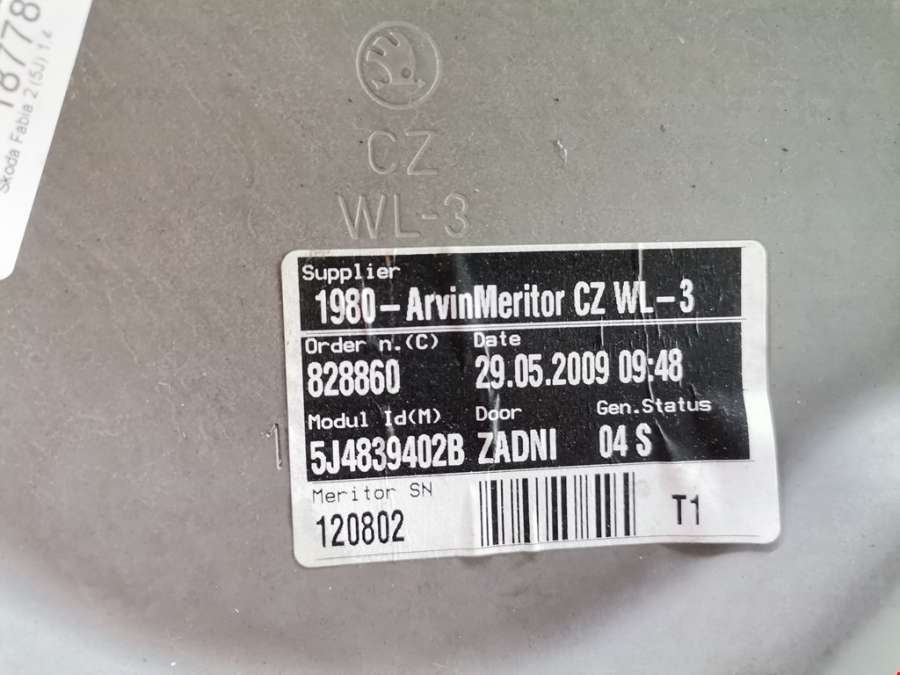 18778
Skoda Fabia 2 (5J) 1.4
CZ
WL-3
Supplier
1980-ArvinMeritor CZ WL-3
Order n.(C) Date
828860 29.05.2009 09:48
Modul Id(M) Door Gen.Status
5J4839402B ZADNI 04 S
Meritor SN
120802 T1